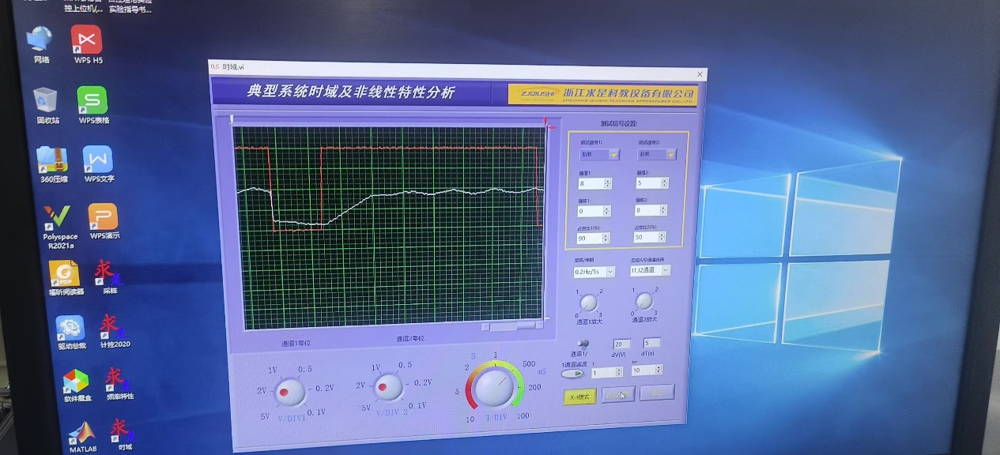 控上位机(...
实验指导书...
网络
WPS H5
回收站
WPS表格
360压缩
WPS文字
Polyspace
R2021a
WPS演示
福昕阅读器
采样
驱动总裁
计控2020
软件魔盒
频率特性
MATLAB
时域
时域.vi
典型系统时域及非线性特性分析
ZJQIUSHI
浙江求是科教设备有限公司
ZHEJIANG QIUSHI TEACHING APPARATUSES CO., LTD.
测试信号设置:
测试信号1:
测试信号2:
阶跃
阶跃
幅值1:
幅值2:
8
5
偏移1:
偏移2:
0
0
占空比1(%):
占空比2(%)
90
50
频率/周期
0.2Hz/5s
I1,I2通道
1
2
0
3
通道1放大
1
2
0
3
通道2放大
通道1/
20
dV(V)
5
dT(s)
1通道滤波
1
10
X-t模式
通道1零位
通道2零位
5V
2V
1V
0.5
0.2V
0.1V
V/DIV1
5V
2V
1V
0.5
0.2V
0.1V
V/DIV 2
S
10
5
2
1
500
mS
200
100
T/DIV